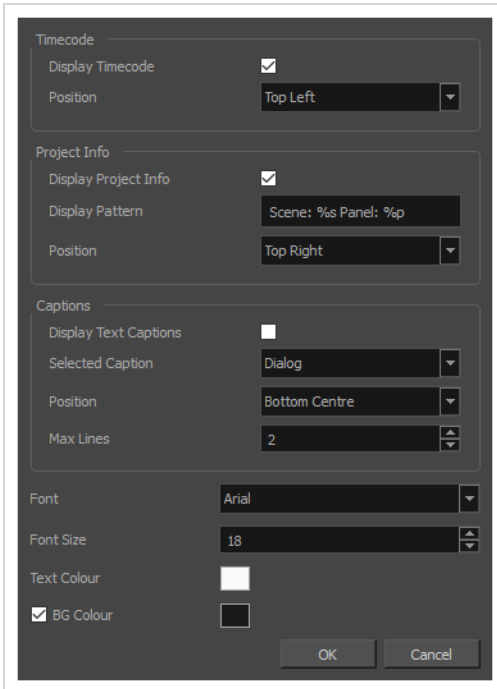 Timecode
Display Timecode
Position Top Left
Project Info
Display Project Info
Display Pattern Scene: %s Panel: %p
Position Top Right
Captions
Display Text Captions
Selected Caption Dialog
Position Bottom Centre
Max Lines 2
Font Arial
Font Size 18
Text Colour
BG Colour
OK Cancel